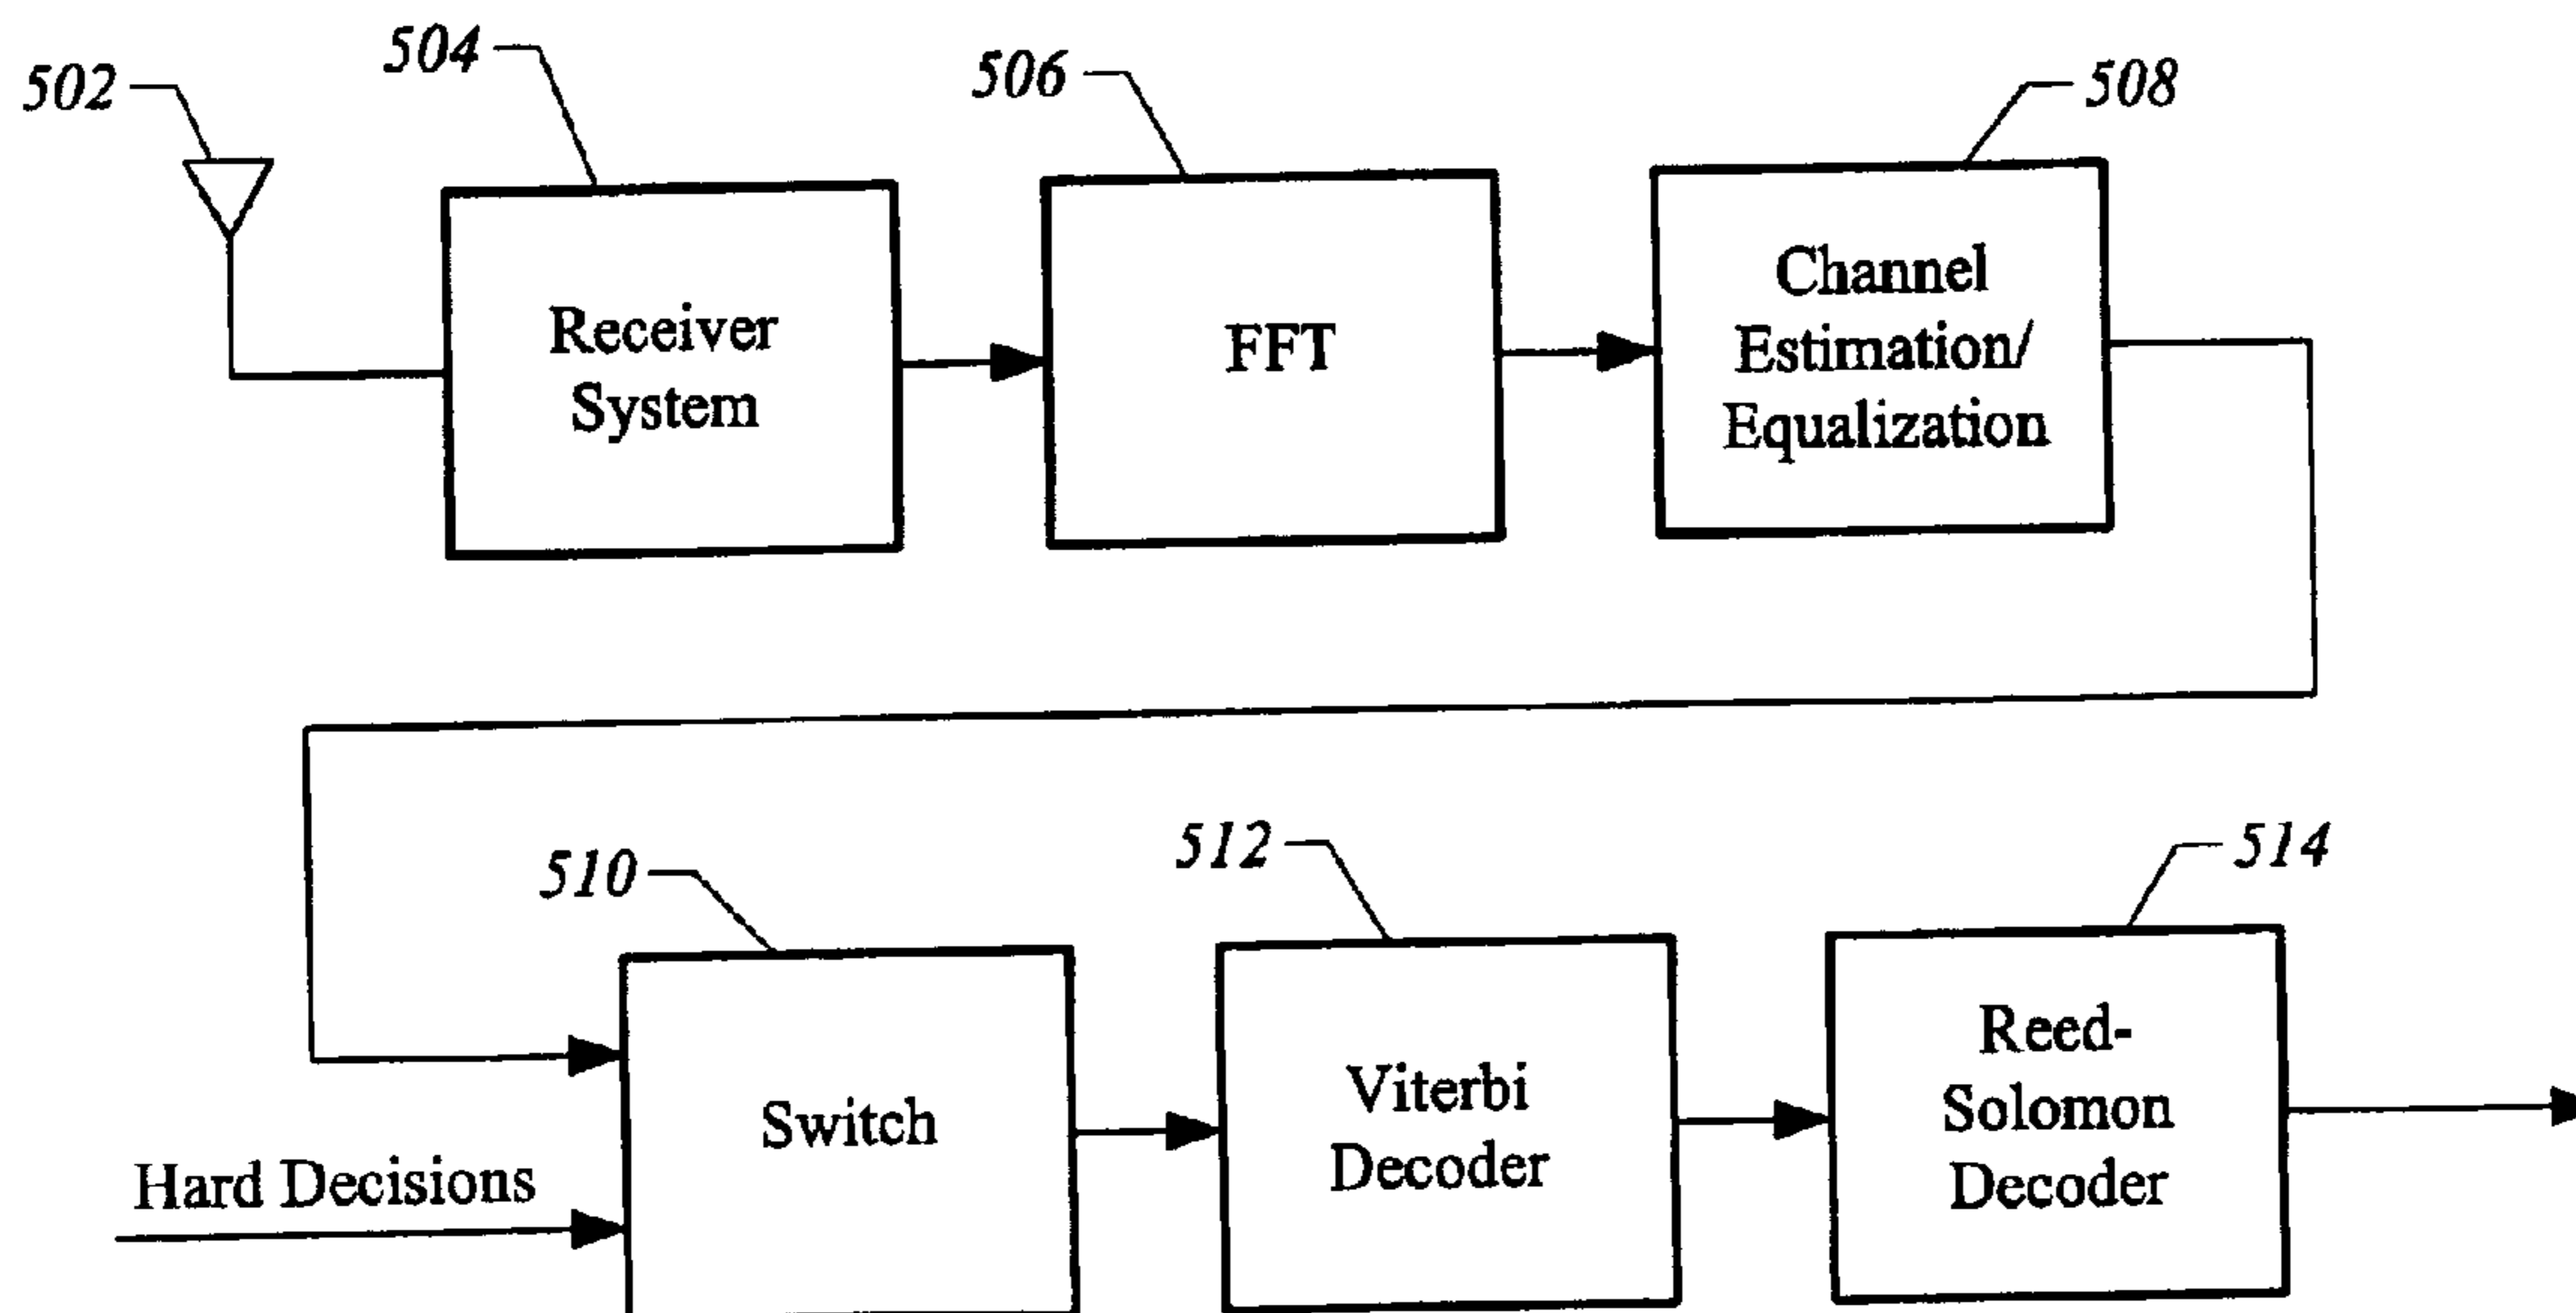 502
504
506
508
Receiver
System
FFT
Channel
Estimation/
Equalization
510
512
514
Hard Decisions
Switch
Viterbi
Decoder
Reed-
Solomon
Decoder